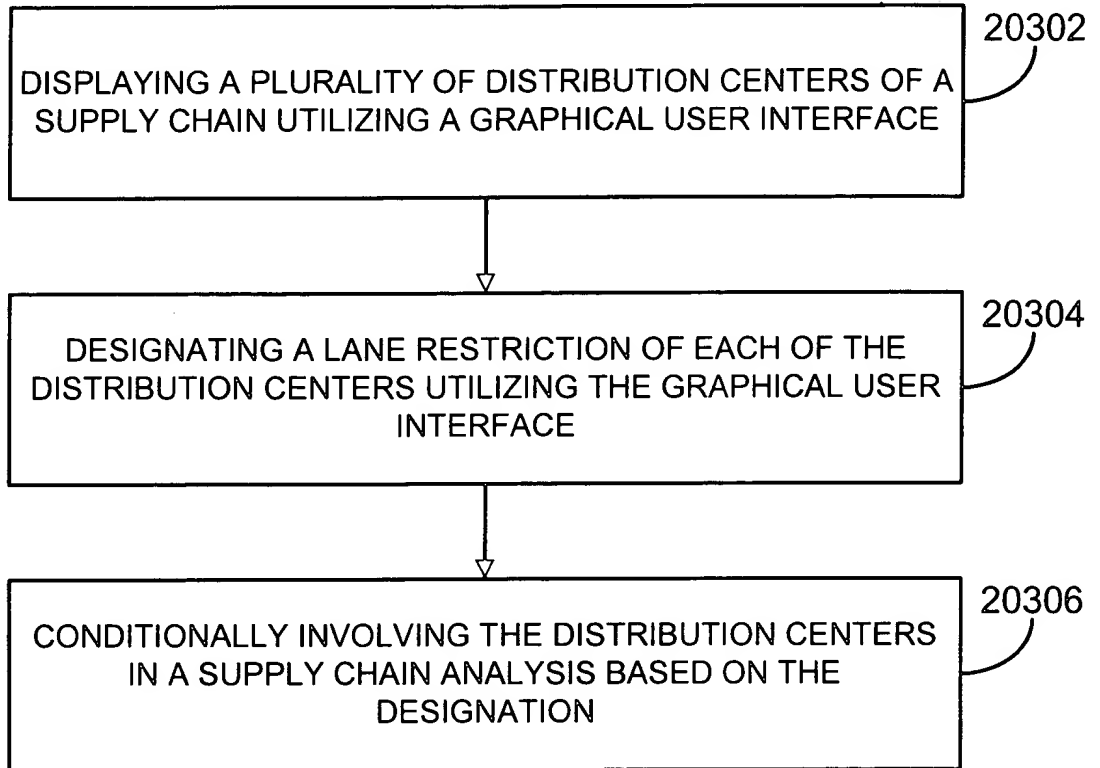 20302
DISPLAYING A PLURALITY OF DISTRIBUTION CENTERS OF A
SUPPLY CHAIN UTILIZING A GRAPHICAL USER INTERFACE
20304
DESIGNATING A LANE RESTRICTION OF EACH OF THE
DISTRIBUTION CENTERS UTILIZING THE GRAPHICAL USER
INTERFACE
20306
CONDITIONALLY INVOLVING THE DISTRIBUTION CENTERS
IN A SUPPLY CHAIN ANALYSIS BASED ON THE
DESIGNATION